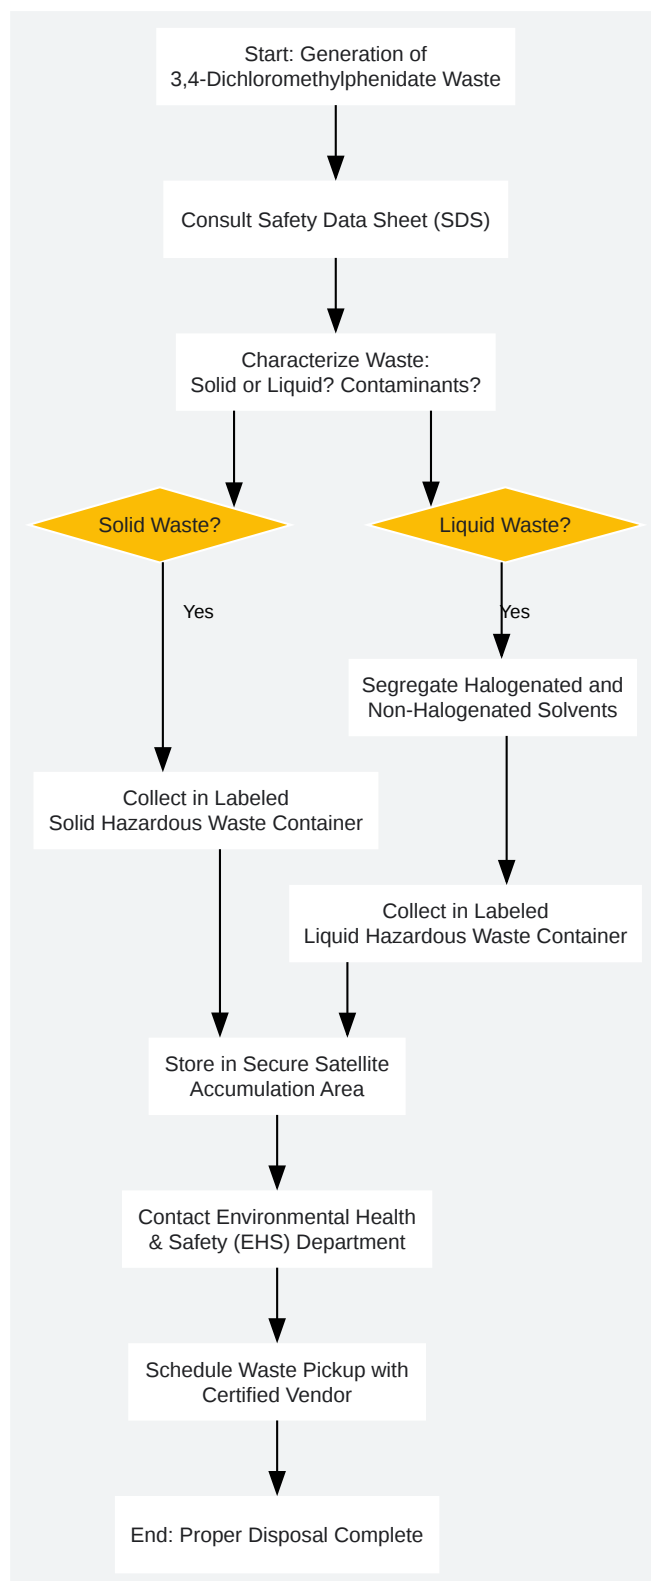 Start: Generation of
3,4-Dichloromethylphenidate Waste
Consult Safety Data Sheet (SDS)
Characterize Waste:
Solid or Liquid? Contaminants?
Solid Waste?
Liquid Waste?
Yes
Yes
Segregate Halogenated and
Non-Halogenated Solvents
Collect in Labeled
Solid Hazardous Waste Container
Collect in Labeled
Liquid Hazardous Waste Container
Store in Secure Satellite
Accumulation Area
Contact Environmental Health
& Safety (EHS) Department
Schedule Waste Pickup with
Certified Vendor
End: Proper Disposal Complete